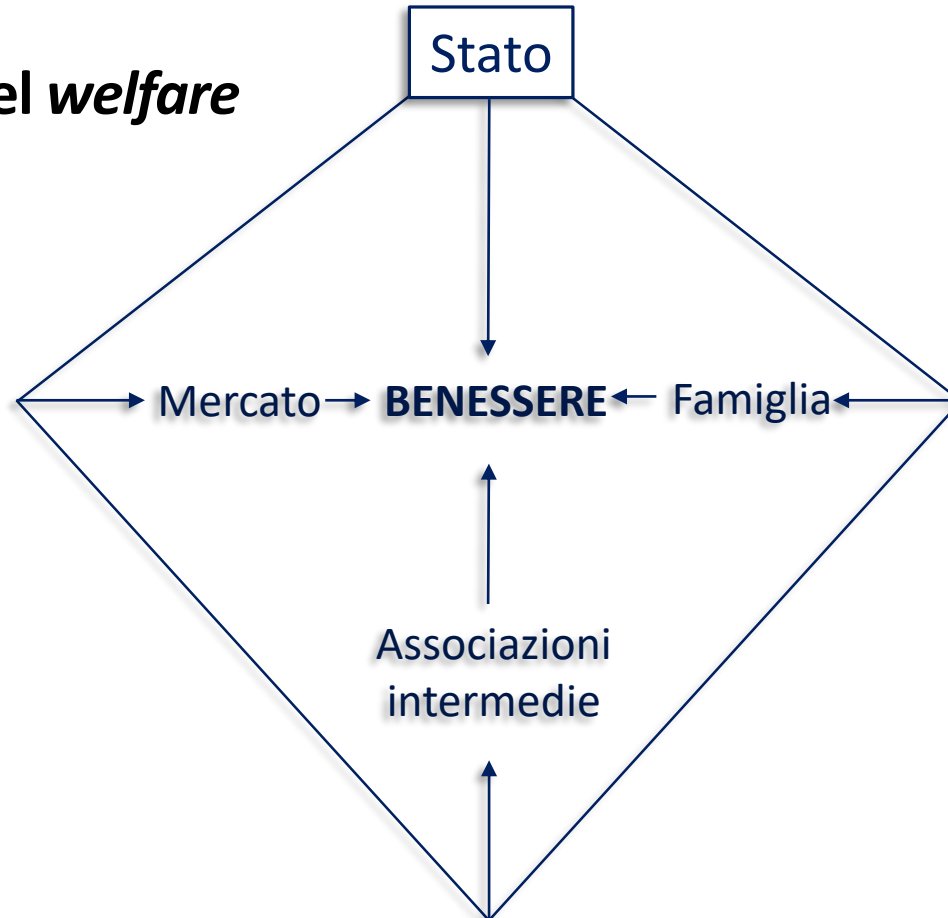 Stato
el welfare
Mercato BENESSERE Famiglia
Associazioni
intermedie